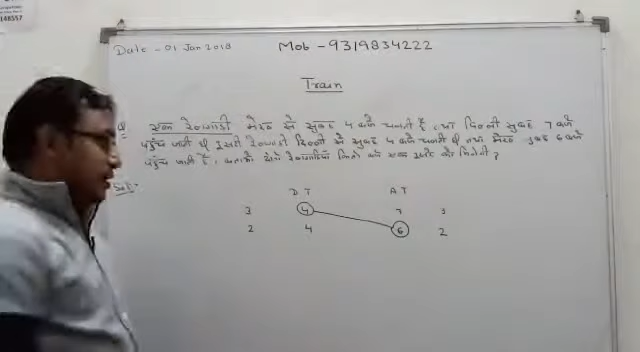 148557
Date - 01 Jan 2018 Mob - 9319834222
Train
Q एक रेलगाडी मेरठ से सुबह 4 बजे चलती है, दिल्ली सुबह 7 बजे
पहुंच जाती है दुसरी रेलगाडी दिल्ली से सुबह 4 बजे चलती है तथा मेरठ सुबह 6 बजे
पहुंच जाती है, बताओ दोनो रेलगाडियाँ कितने बजे एक दुसरे को मिलेगी ?
Sol:-
D T A T
3 4 7 3
2 4 6 2